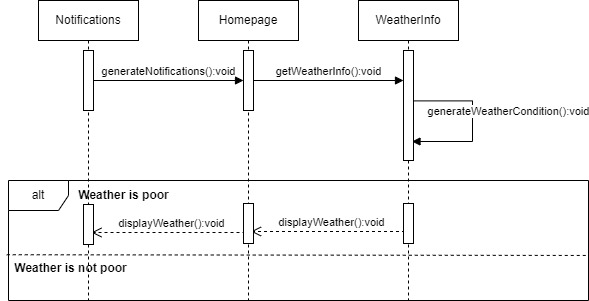 Notifications
Homepage
WeatherInfo
generateNotifications():void
getWeatherInfo():void
generateWeatherCondition():void
alt
Weather is poor
displayWeather():void
displayWeather():void
Weather is not poor